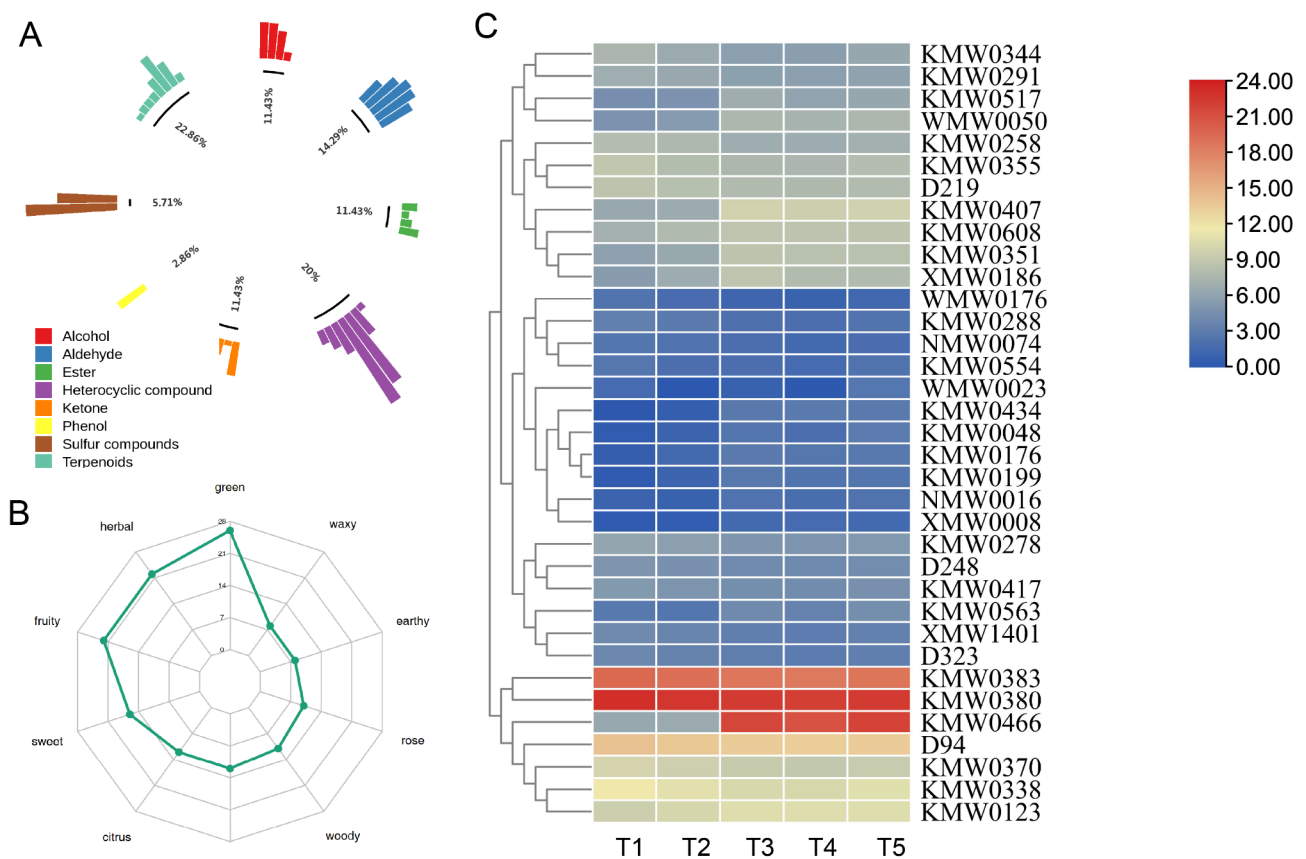 A
11.43%
14.29%
11.43%
20%
11.43%
2.86%
5.71%
22.86%
Alcohol
Aldehyde
Ester
Heterocyclic compound
Ketone
Phenol
Sulfur compounds
Terpenoids
B
green
waxy
earthy
rose
woody
citrus
sweet
fruity
herbal
28
21
14
7
0
C
KMW0344
KMW0291
KMW0517
WMW0050
KMW0258
KMW0355
D219
KMW0407
KMW0608
KMW0351
XMW0186
WMW0176
KMW0288
NMW0074
KMW0554
WMW0023
KMW0434
KMW0048
KMW0176
KMW0199
NMW0016
XMW0008
KMW0278
D248
KMW0417
KMW0563
XMW1401
D323
KMW0383
KMW0380
KMW0466
D94
KMW0370
KMW0338
KMW0123
T1 T2 T3 T4 T5
24.00
21.00
18.00
15.00
12.00
9.00
6.00
3.00
0.00